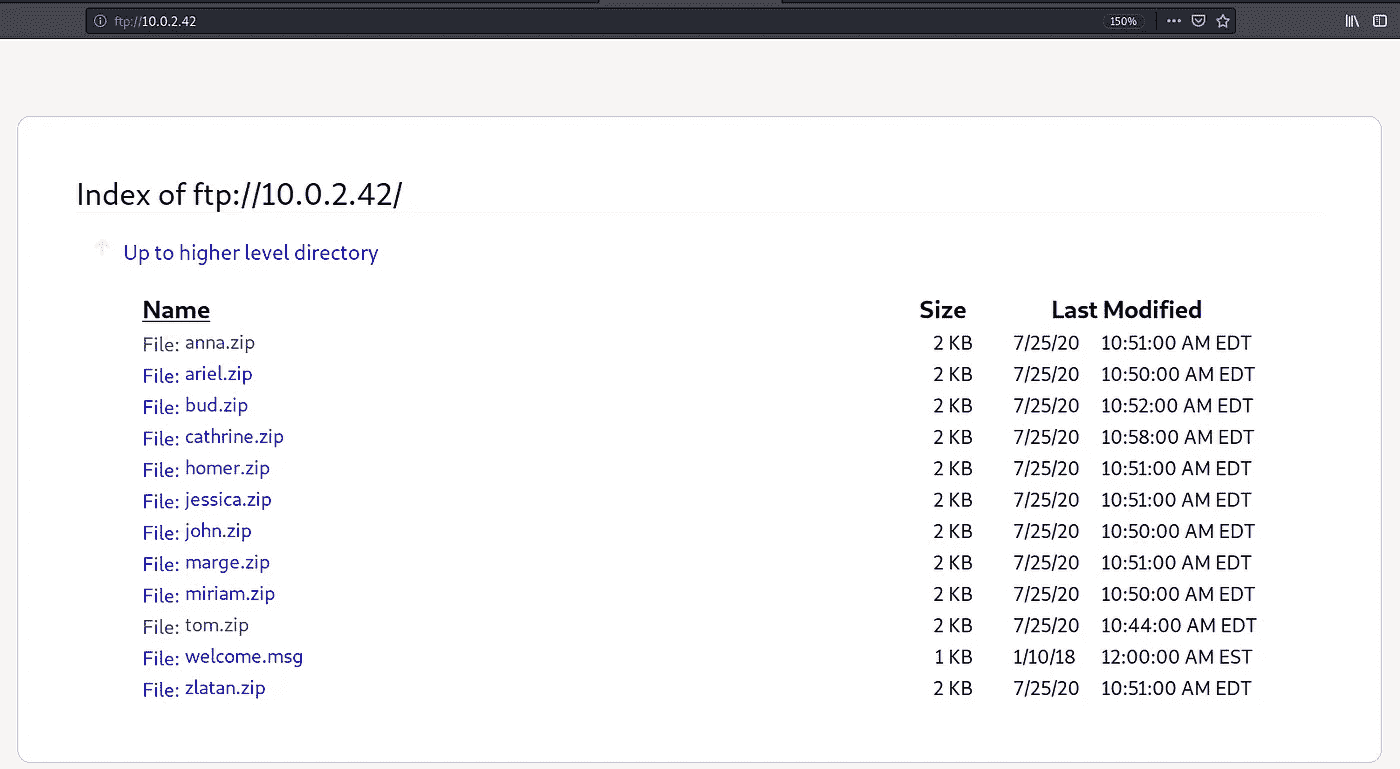 ftp://10.0.2.42 150%
Index of ftp://10.0.2.42/
Up to higher level directory
Name Size Last Modified
File: anna.zip 2 KB 7/25/20 10:51:00 AM EDT
File: ariel.zip 2 KB 7/25/20 10:50:00 AM EDT
File: bud.zip 2 KB 7/25/20 10:52:00 AM EDT
File: cathrine.zip 2 KB 7/25/20 10:58:00 AM EDT
File: homer.zip 2 KB 7/25/20 10:51:00 AM EDT
File: jessica.zip 2 KB 7/25/20 10:51:00 AM EDT
File: john.zip 2 KB 7/25/20 10:50:00 AM EDT
File: marge.zip 2 KB 7/25/20 10:51:00 AM EDT
File: miriam.zip 2 KB 7/25/20 10:50:00 AM EDT
File: tom.zip 2 KB 7/25/20 10:44:00 AM EDT
File: welcome.msg 1 KB 1/10/18 12:00:00 AM EST
File: zlatan.zip 2 KB 7/25/20 10:51:00 AM EDT